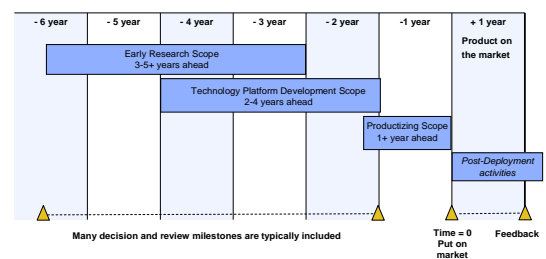 - 6 year
- 5 year
- 4 year
- 3 year
- 2 year
-1 year
+ 1 year
Product on
the market
Early Research Scope
3-5+ years ahead
Technology Platform Development Scope
2-4 years ahead
Productizing Scope
1+ year ahead
Post-Deployment
activities
Many decision and review milestones are typically included
Time = 0
Put on
market
Feedback